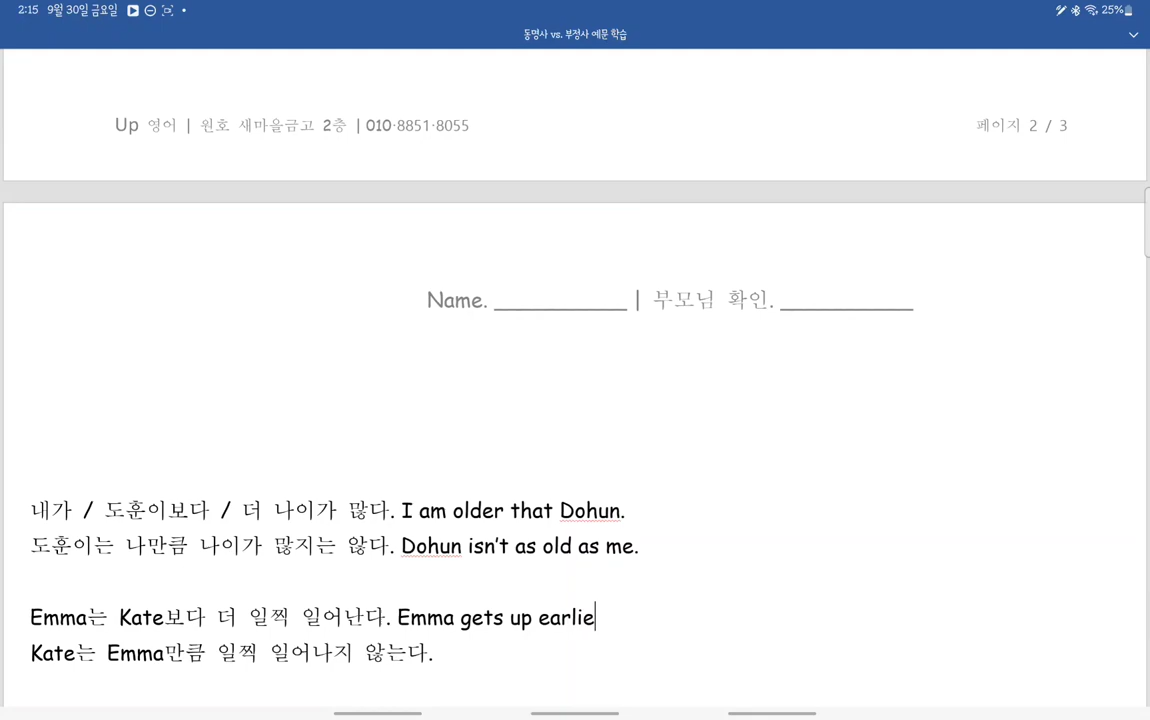 2:15 9월 30일 금요일 25%
동명사 vs. 부정사 예문 학습
Up 영어 | 원호 새마을금고 2층 | 010·8851·8055 페이지 2 / 3
Name. ___________ | 부모님 확인. ___________
내가 / 도훈이보다 / 더 나이가 많다. I am older that Dohun.
도훈이는 나만큼 나이가 많지는 않다. Dohun isn't as old as me.
Emma는 Kate보다 더 일찍 일어난다. Emma gets up earlie
Kate는 Emma만큼 일찍 일어나지 않는다.